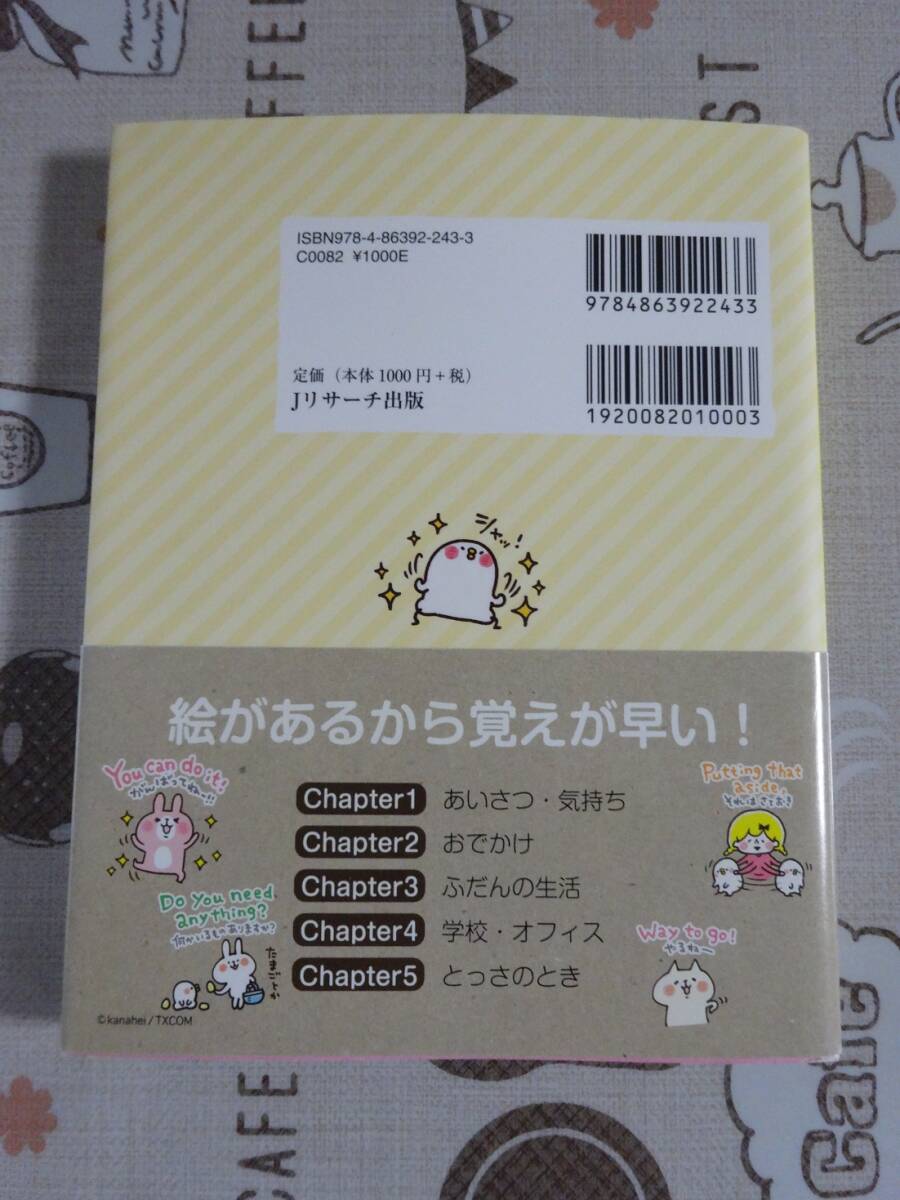 COFFEE
ISBN978-4-86392-243-3
C0082 ¥1000E
9784863922433
定価（本体1000円+税）
Jリサーチ出版
1920082010003
シャッ!
絵があるから覚えが早い！
You can do it!
がんばってね〜!!
Putting that
aside,
それはさておき
Chapter1 あいさつ・気持ち
Chapter2 おでかけ
Chapter3 ふだんの生活
Chapter4 学校・オフィス
Chapter5 とっさのとき
Do You need
anything?
何かいるものありますか?
たまごとか
Way to go!
やるね〜
©kanahei/TXCOM
CAFE
Cafe